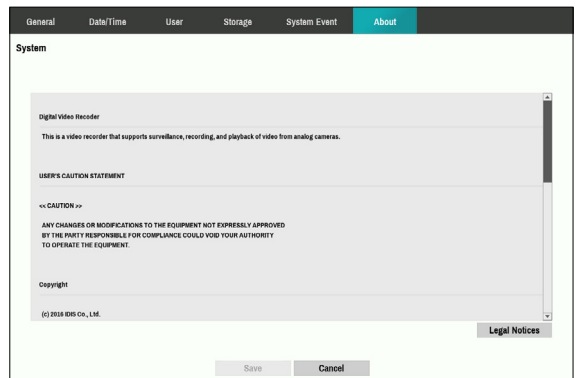 General Date/Time User Storage System Event About
System
Digital Video Recoder
This is a video recorder that supports surveillance, recording, and playback of video from analog cameras.
USER'S CAUTION STATEMENT
<< CAUTION >>
ANY CHANGES OR MODIFICATIONS TO THE EQUIPMENT NOT EXPRESSLY APPROVED
BY THE PARTY RESPONSIBLE FOR COMPLIANCE COULD VOID YOUR AUTHORITY
TO OPERATE THE EQUIPMENT.
Copyright
(c) 2016 IDIS Co., Ltd.
Legal Notices
Save Cancel